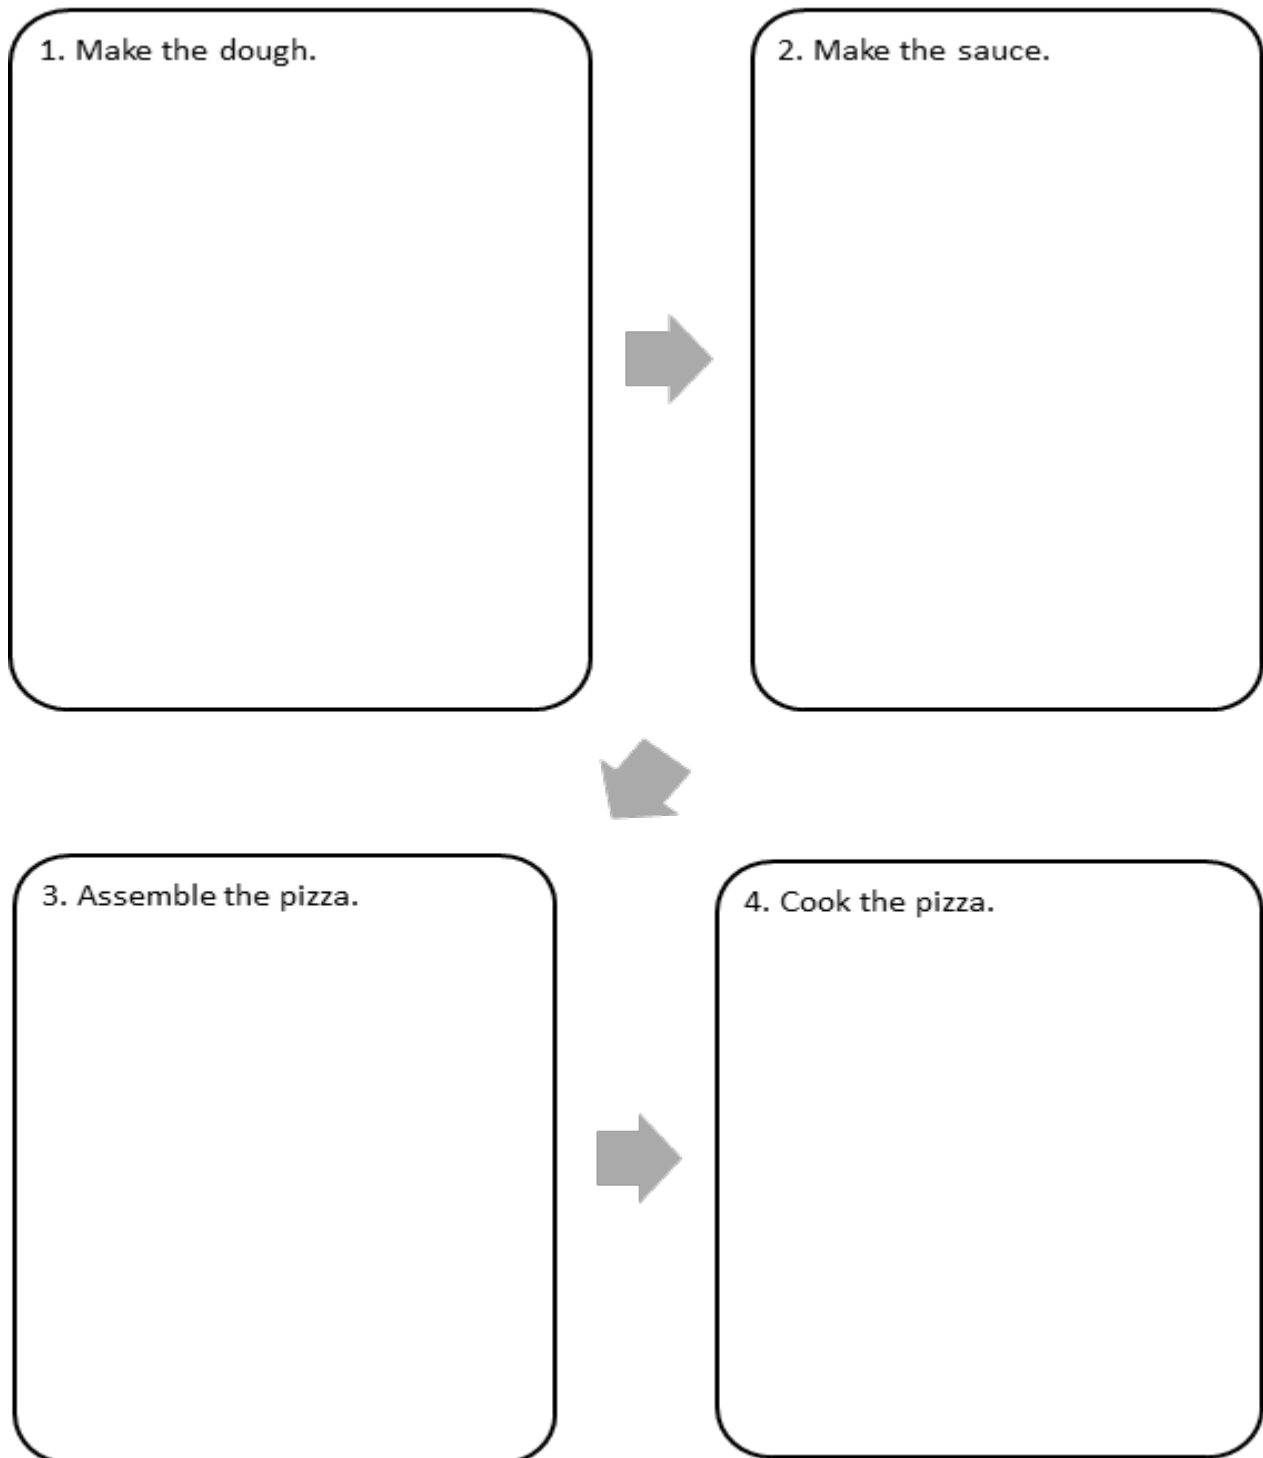 1. Make the dough.
2. Make the sauce.
3. Assemble the pizza.
4. Cook the pizza.